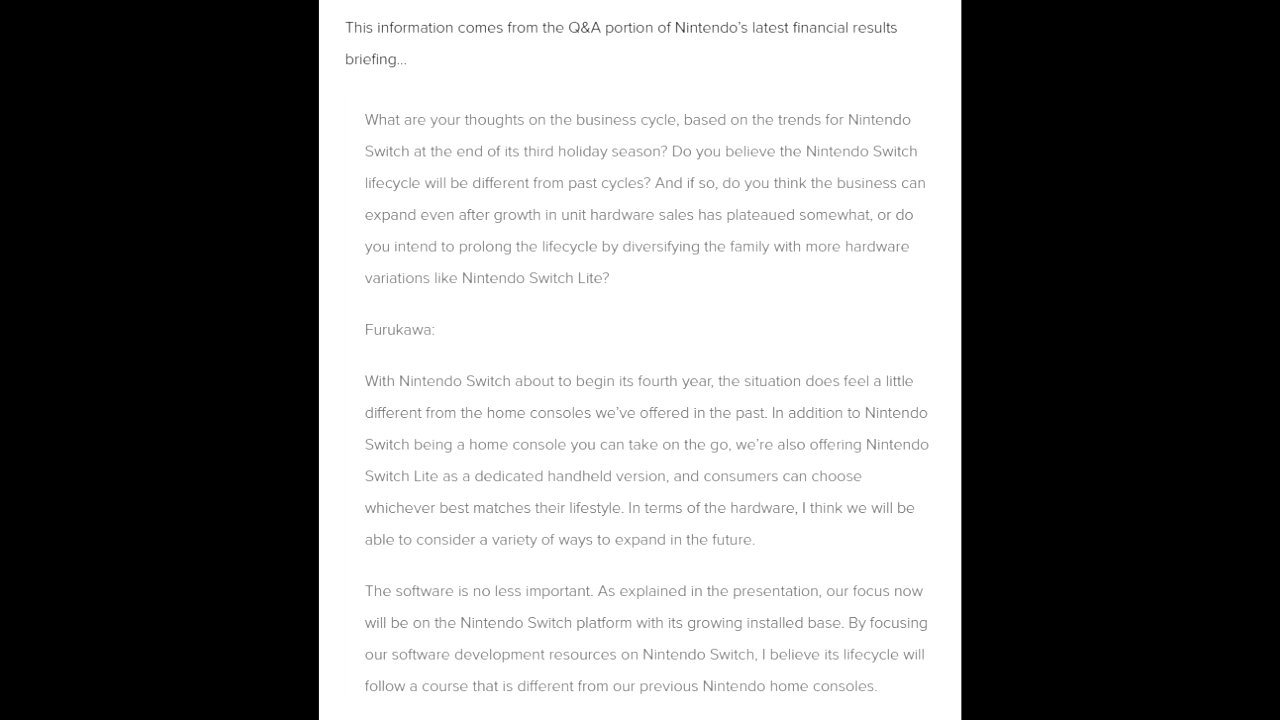 This information comes from the Q&A portion of Nintendo’s latest financial results
briefing...
What are your thoughts on the business cycle, based on the trends for Nintendo
Switch at the end of its third holiday season? Do you believe the Nintendo Switch
lifecycle will be different from past cycles? And if so, do you think the business can
expand even after growth in unit hardware sales has plateaued somewhat, or do
you intend to prolong the lifecycle by diversifying the family with more hardware
variations like Nintendo Switch Lite?
Furukawa:
With Nintendo Switch about to begin its fourth year, the situation does feel a little
different from the home consoles we’ve offered in the past. In addition to Nintendo
Switch being a home console you can take on the go, we’re also offering Nintendo
Switch Lite as a dedicated handheld version, and consumers can choose
whichever best matches their lifestyle. In terms of the hardware, I think we will be
able to consider a variety of ways to expand in the future.
The software is no less important. As explained in the presentation, our focus now
will be on the Nintendo Switch platform with its growing installed base. By focusing
our software development resources on Nintendo Switch, I believe its lifecycle will
follow a course that is different from our previous Nintendo home consoles.